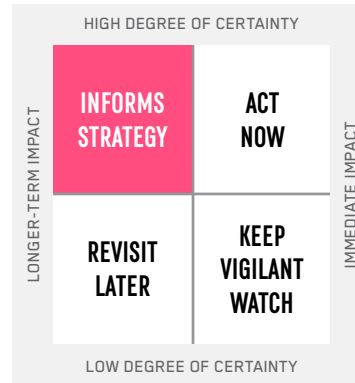 HIGH DEGREE OF CERTAINTY
LONGER-TERM IMPACT
INFORMS
STRATEGY
ACT
NOW
IMMEDIATE IMPACT
REVISIT
LATER
KEEP
VIGILANT
WATCH
LOW DEGREE OF CERTAINTY